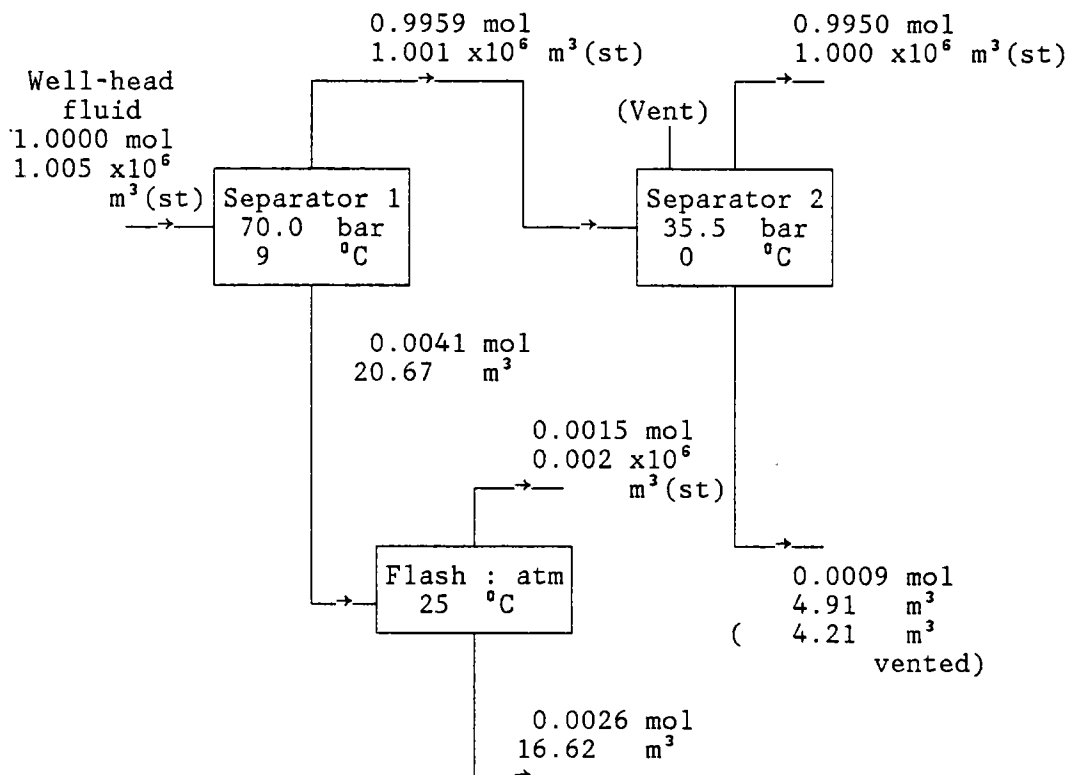 0.9959 mol
1.001 x10⁶ m³(st)
0.9950 mol
1.000 x10⁶ m³(st)
Well-head
fluid
1.0000 mol
1.005 x10⁶
m³(st)
(Vent)
Separator 1
70.0 bar
9 ⁰C
Separator 2
35.5 bar
0 ⁰C
0.0041 mol
20.67 m³
0.0015 mol
0.002 x10⁶
m³(st)
Flash : atm
25 ⁰C
0.0009 mol
4.91 m³
( 4.21 m³
vented)
0.0026 mol
16.62 m³